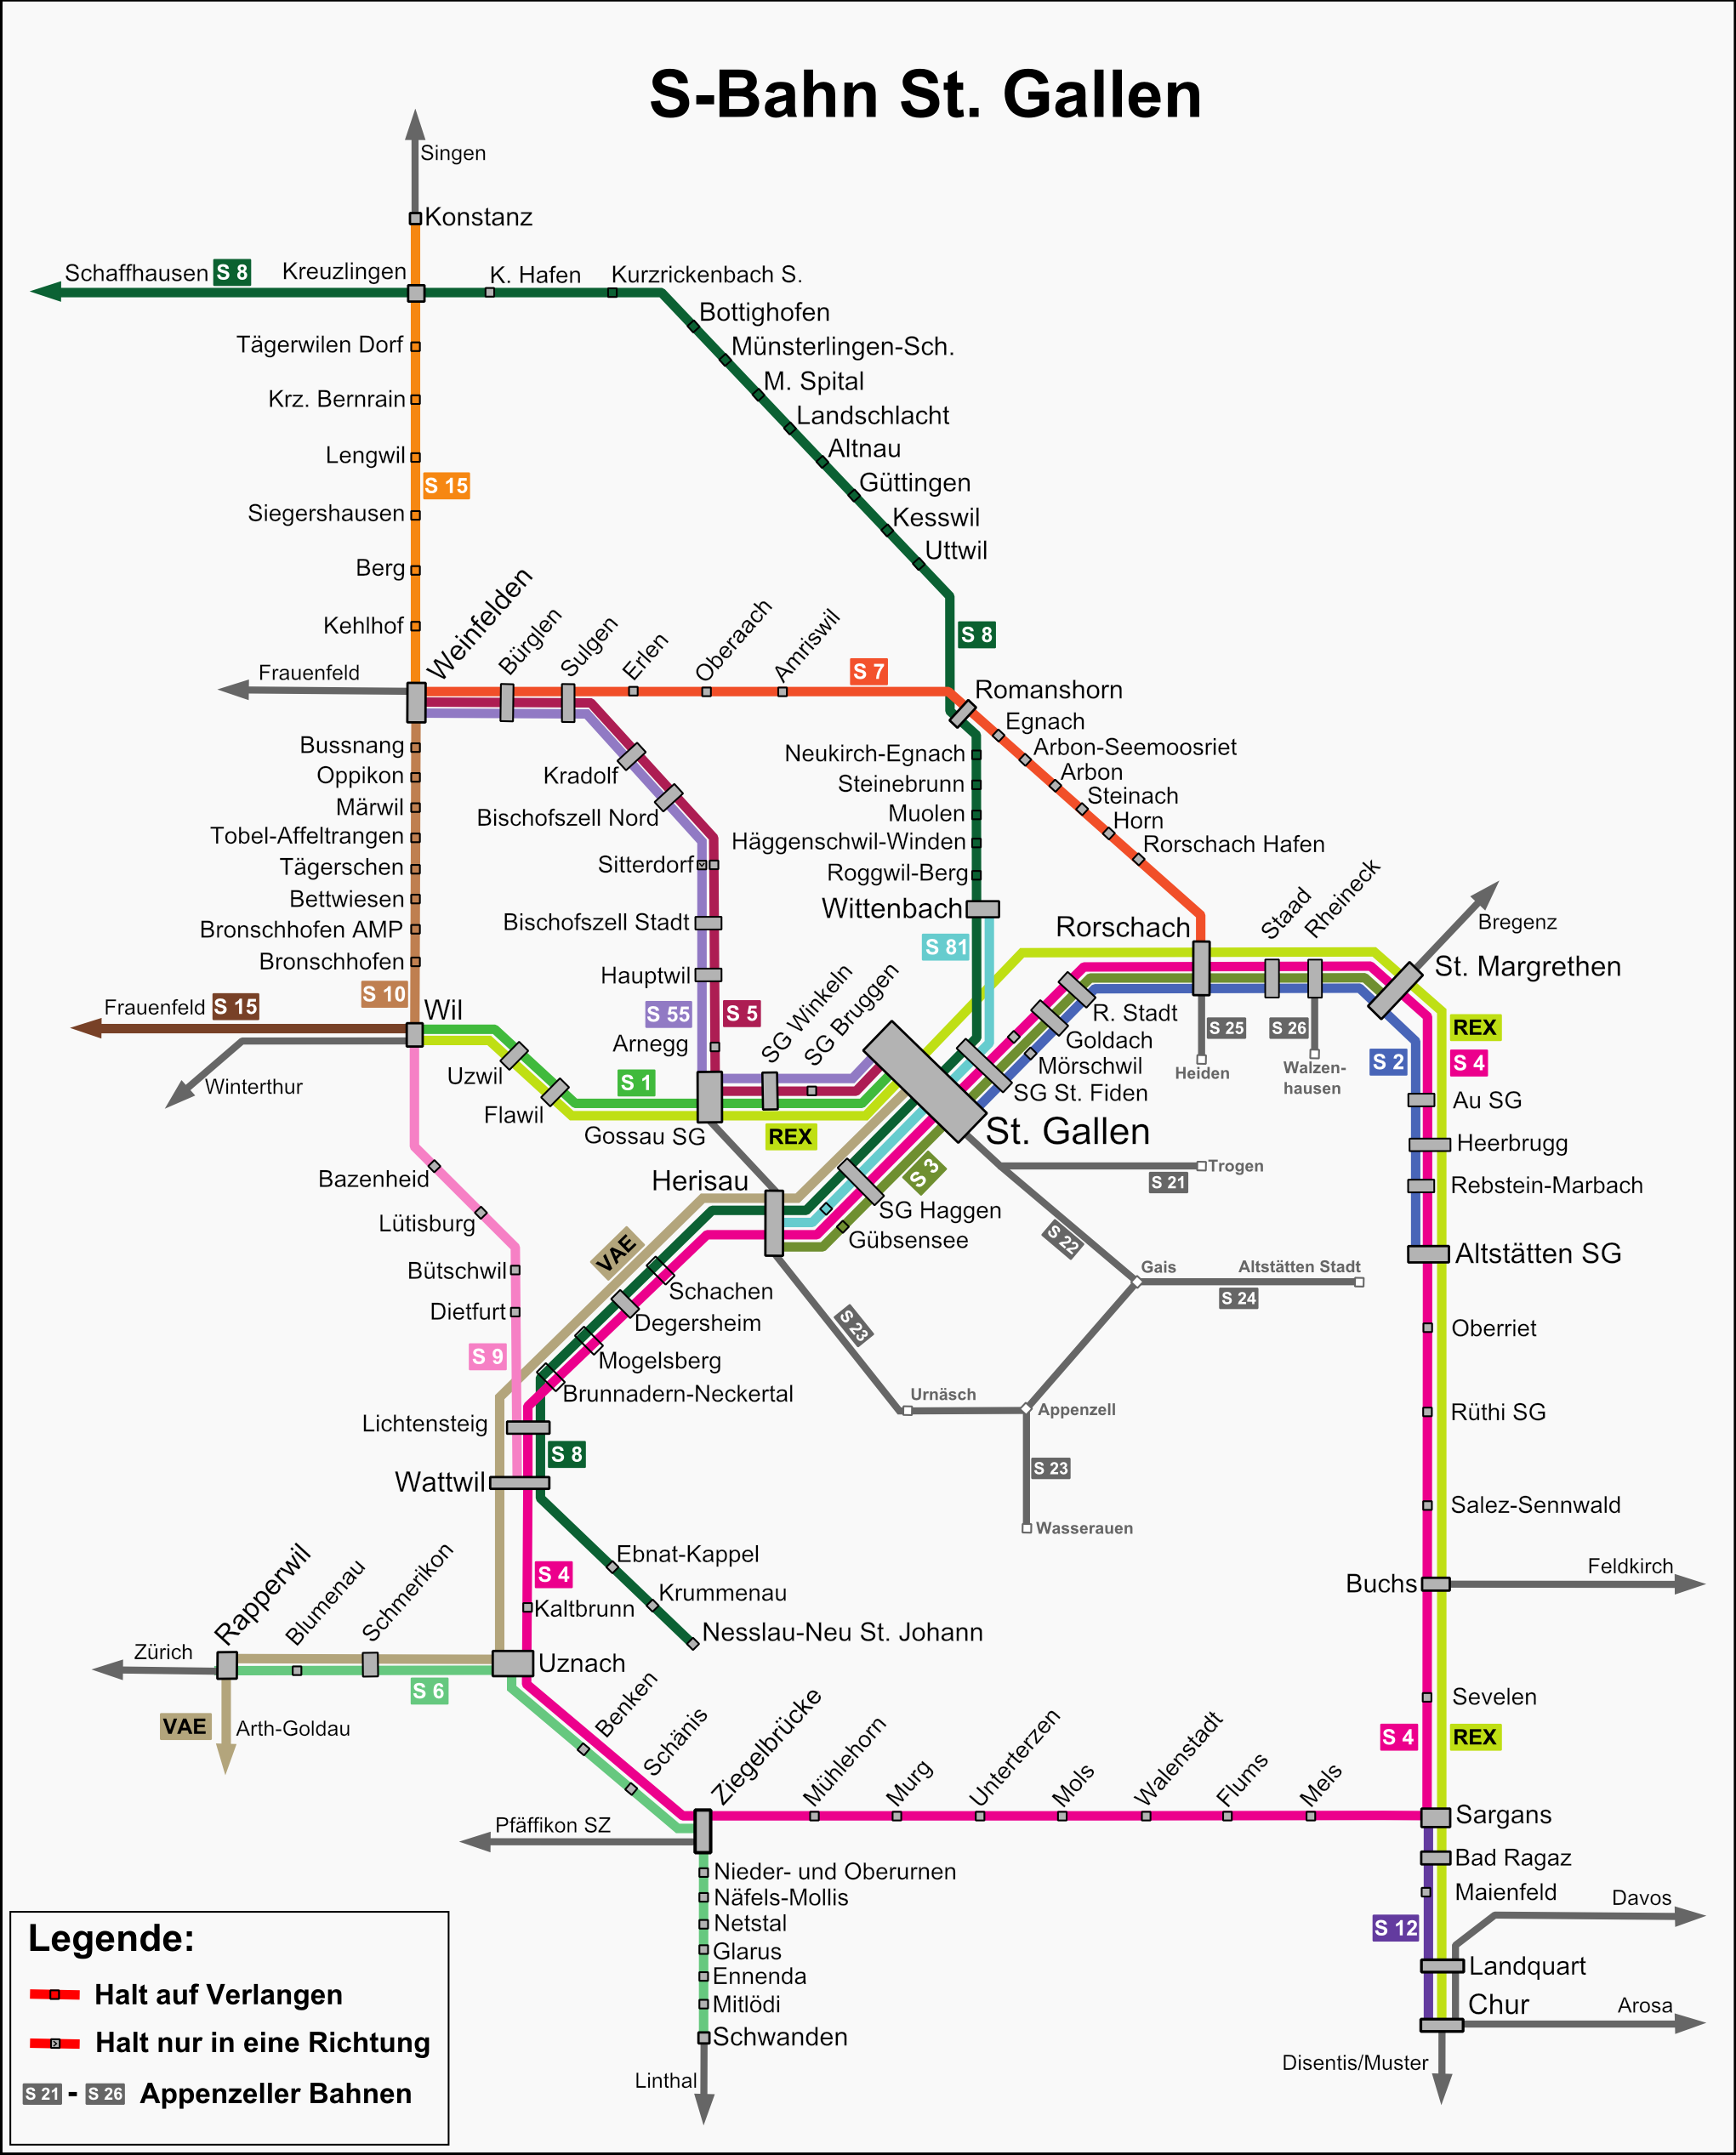 S-Bahn St. Gallen
Singen
Konstanz
Schaffhausen S 8
Kreuzlingen
K. Hafen
Kurzrickenbach S.
Bottighofen
Münsterlingen-Sch.
M. Spital
Landschlacht
Altnau
Güttingen
Kesswil
Uttwil
Tägerwilen Dorf
Krz. Bernrain
Lengwil
S 15
Siegershausen
Berg
Kehlhof
Frauenfeld
Weinfelden
Bürglen
Sulgen
Erlen
Oberaach
Amriswil
S 7
S 8
Romanshorn
Egnach
Arbon-Seemoosriet
Arbon
Steinach
Horn
Rorschach Hafen
Neukirch-Egnach
Steinebrunn
Muolen
Häggenschwil-Winden
Roggwil-Berg
Wittenbach
S 81
Bussnang
Oppikon
Märwil
Tobel-Affeltrangen
Tägerschen
Bettwiesen
Bronschhofen AMP
Bronschhofen
S 10
Kradolf
Bischofszell Nord
Sitterdorf
Bischofszell Stadt
Hauptwil
S 55
S 5
Arnegg
SG Winkeln
SG Bruggen
Frauenfeld S 15
Wil
Winterthur
Uzwil
Flawil
S 1
Gossau SG
REX
Rorschach
Staad
Rheineck
Bregenz
St. Margrethen
R. Stadt
Goldach
Mörschwil
SG St. Fiden
St. Gallen
S 25
Heiden
S 26
Walzen-
hausen
S 2
REX
S 4
Au SG
Heerbrugg
Rebstein-Marbach
Altstätten SG
Oberriet
Rüthi SG
Salez-Sennwald
Buchs
Feldkirch
Sevelen
S 4
REX
Sargans
Bad Ragaz
Maienfeld
Davos
S 12
Landquart
Chur
Arosa
Disentis/Muster
Trogen
S 21
S 22
Gais
Altstätten Stadt
S 24
S 23
Urnäsch
Appenzell
S 23
Wasserauen
Herisau
S 3
SG Haggen
Gübsensee
VAE
Schachen
Degersheim
Mogelsberg
Brunnadern-Neckertal
Bazenheid
Lütisburg
Bütschwil
Dietfurt
S 9
Lichtensteig
S 8
Wattwil
Ebnat-Kappel
Krummenau
Nesslau-Neu St. Johann
S 4
Kaltbrunn
Rapperwil
Blumenau
Schmerikon
Zürich
Uznach
S 6
VAE
Arth-Goldau
Benken
Schänis
Ziegelbrücke
Mühlehorn
Murg
Unterterzen
Mols
Walenstadt
Flums
Mels
Pfäffikon SZ
Nieder- und Oberurnen
Näfels-Mollis
Netstal
Glarus
Ennenda
Mitlödi
Schwanden
Linthal
Legende:
Halt auf Verlangen
Halt nur in eine Richtung
S 21 - S 26 Appenzeller Bahnen